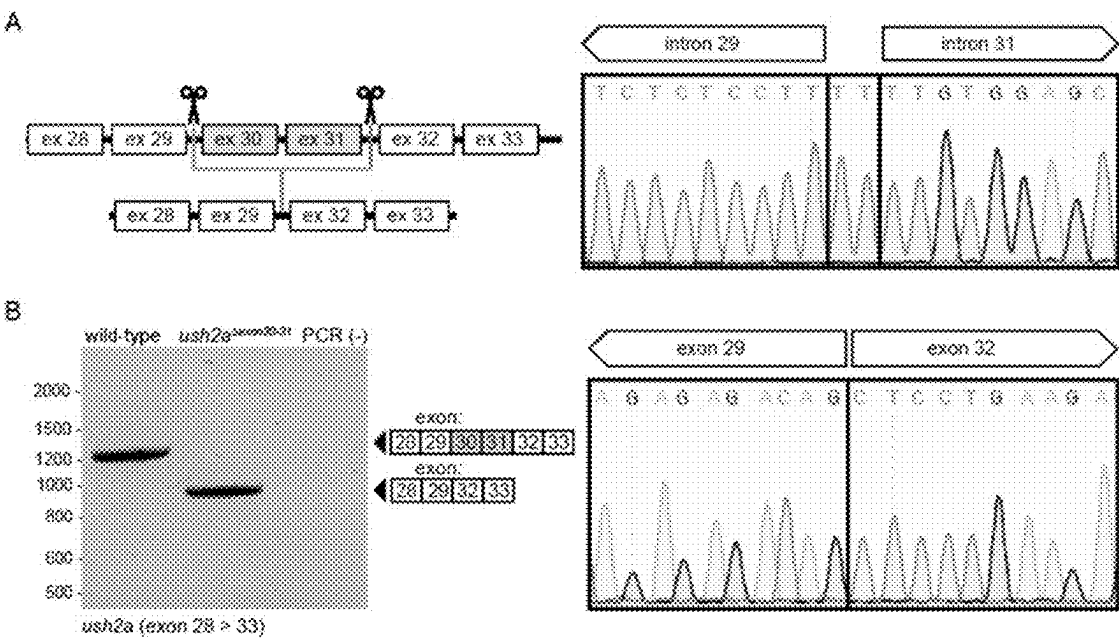 A
intron 29
intron 31
T C T G T C C T T T T T T G T G G A G C
ex 28
ex 29
ex 30
ex 31
ex 32
ex 33
ex 28
ex 29
ex 32
ex 33
B
wild-type
PCR (-)
2000
1500
1200
1000
800
600
500
exon:
28 29 30 31 32 33
exon:
28 29 32 33
ush2a (exon 28 > 33)
exon 29
exon 32
A G A G A G A C A G C T C C T G A A G A